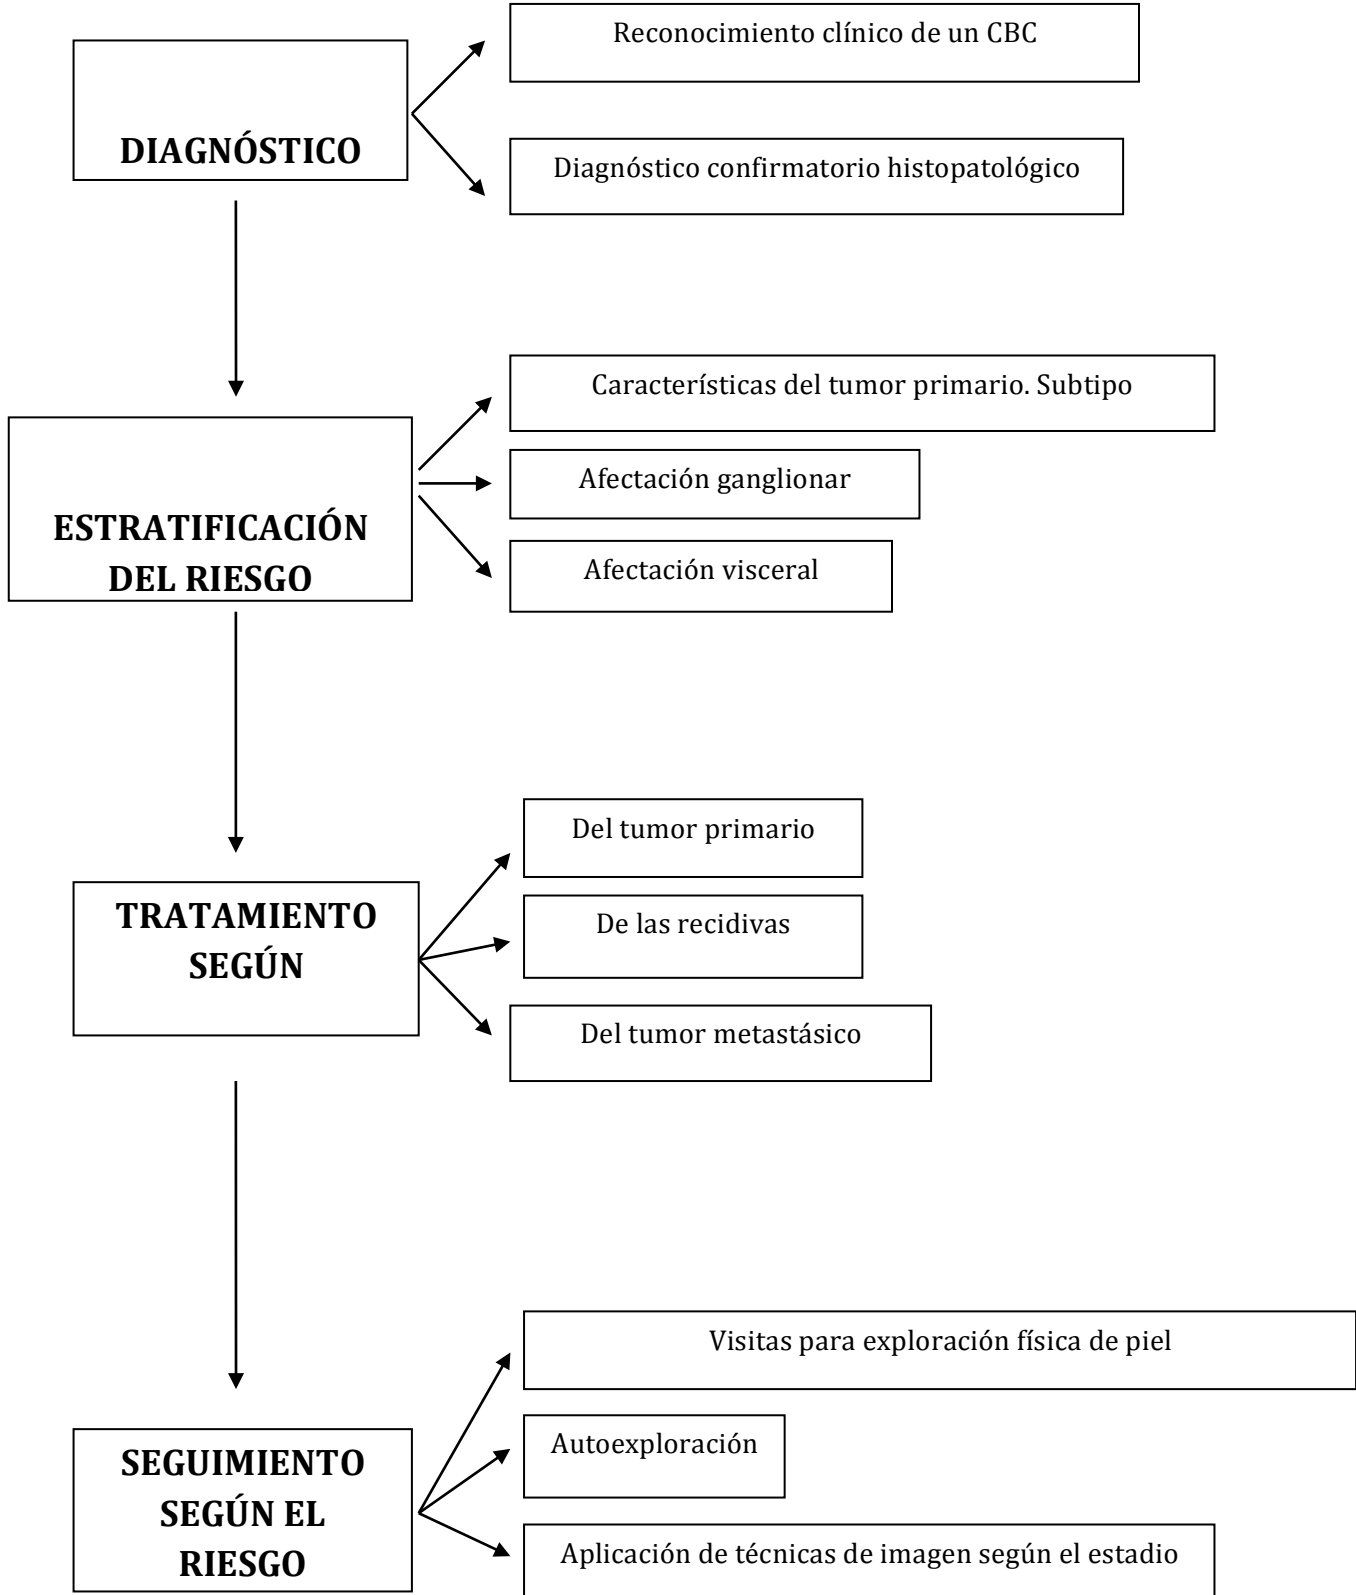 DIAGNÓSTICO
Reconocimiento clínico de un CBC
Diagnóstico confirmatorio histopatológico
ESTRATIFICACIÓN
DEL RIESGO
Características del tumor primario. Subtipo
Afectación ganglionar
Afectación visceral
TRATAMIENTO
SEGÚN
Del tumor primario
De las recidivas
Del tumor metastásico
SEGUIMIENTO
SEGÚN EL
RIESGO
Visitas para exploración física de piel
Autoexploración
Aplicación de técnicas de imagen según el estadio